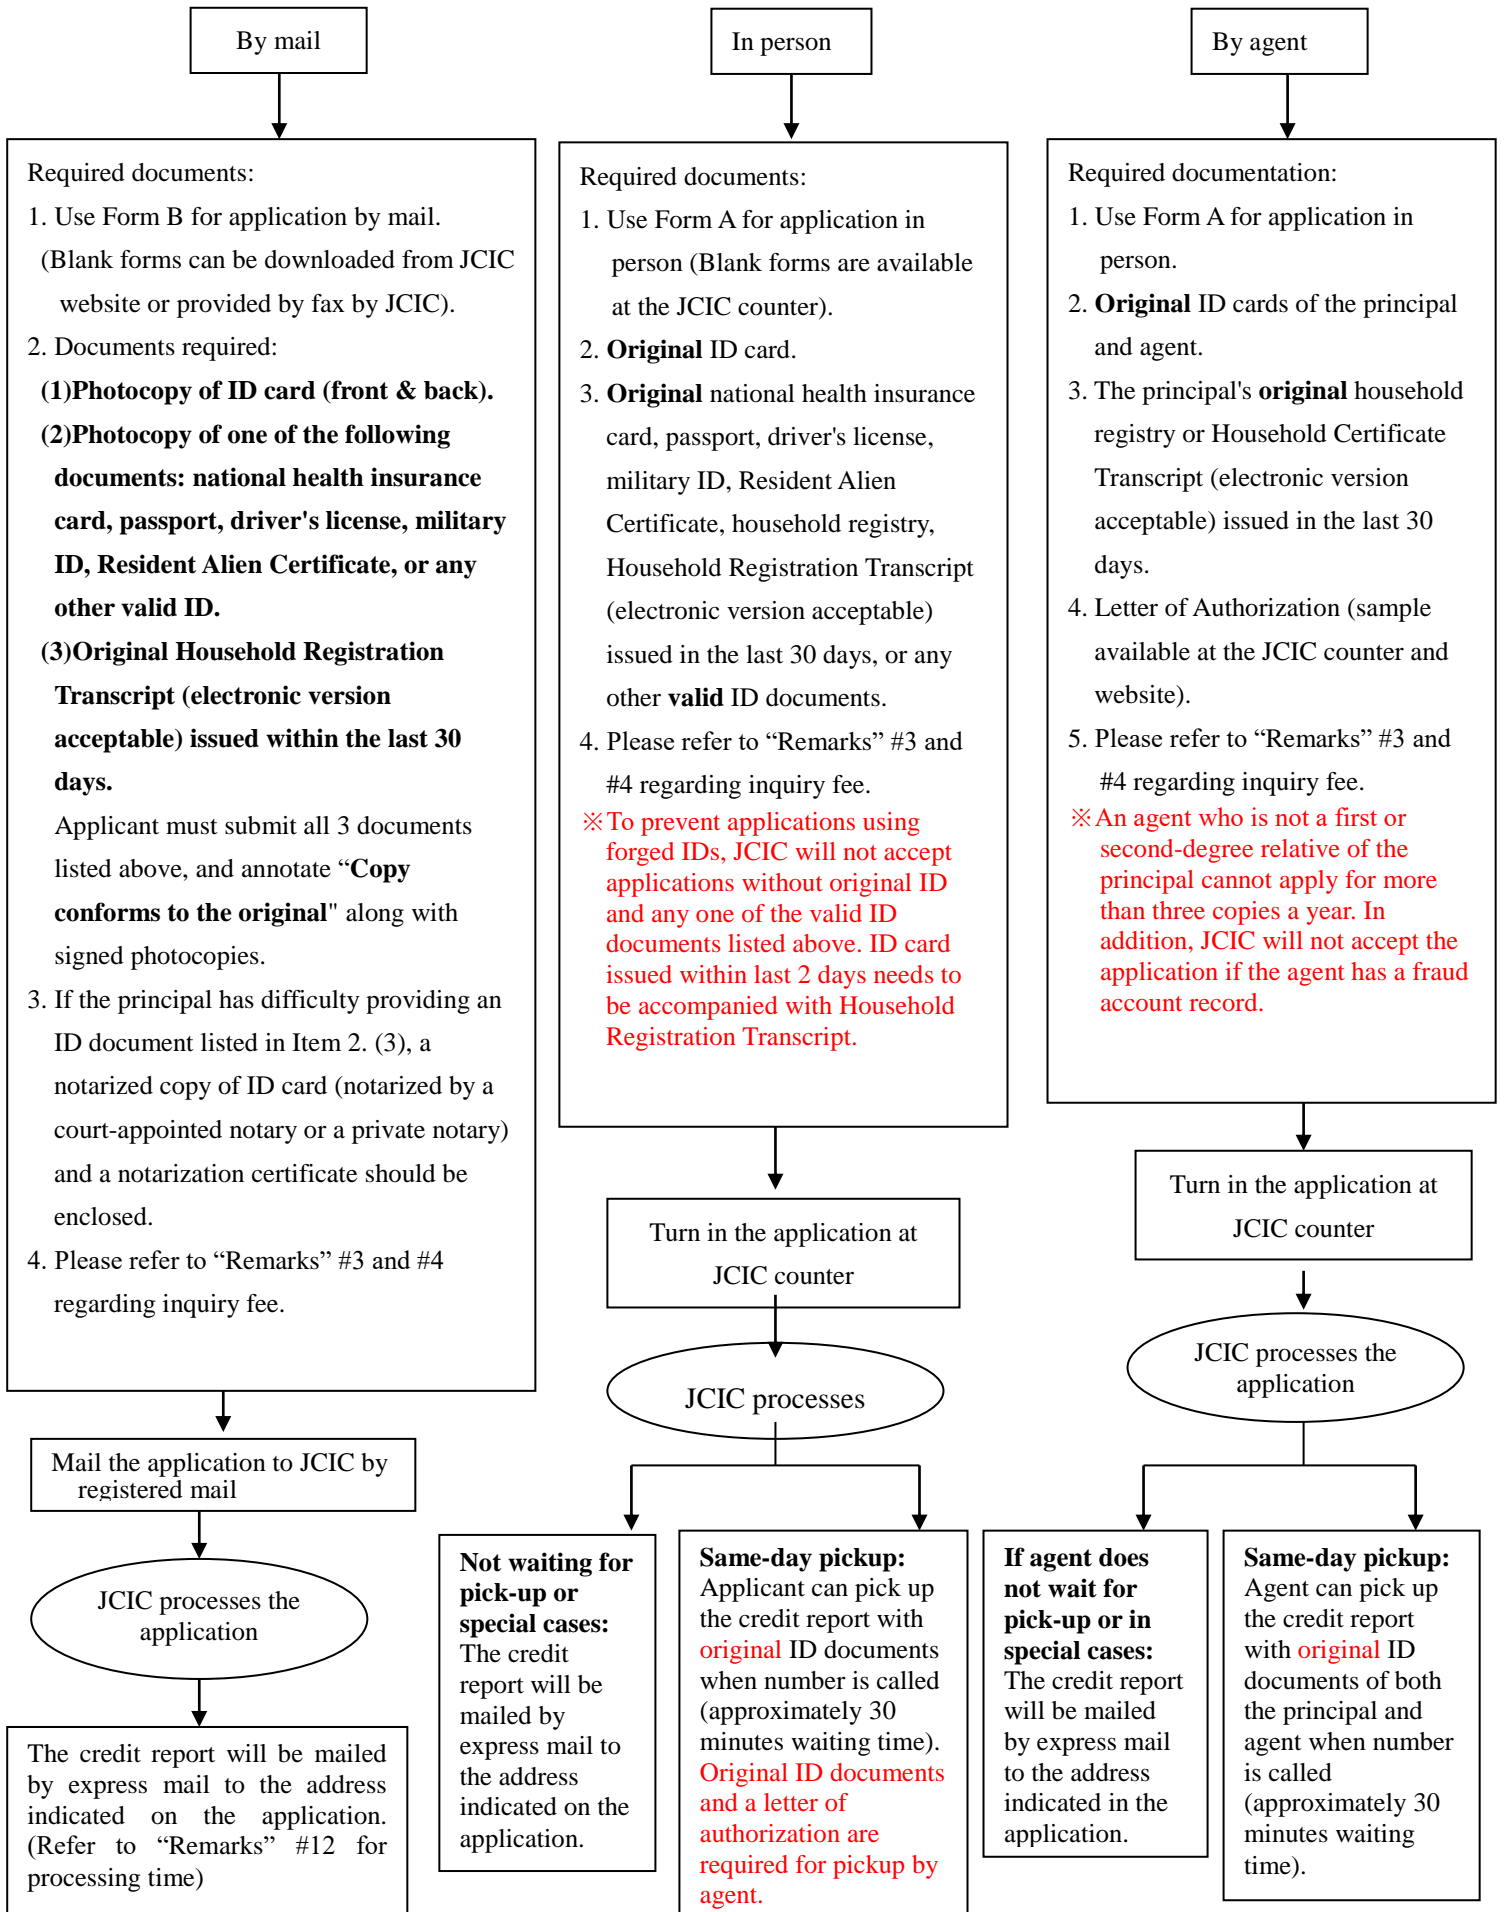 By mail
In person
By agent
Required documents:
1. Use Form B for application by mail.
(Blank forms can be downloaded from JCIC
website or provided by fax by JCIC).
2. Documents required:
(1)Photocopy of ID card (front & back).
(2)Photocopy of one of the following
documents: national health insurance
card, passport, driver's license, military
ID, Resident Alien Certificate, or any
other valid ID.
(3)Original Household Registration
Transcript (electronic version
acceptable) issued within the last 30
days.
Applicant must submit all 3 documents
listed above, and annotate “Copy
conforms to the original" along with
signed photocopies.
3. If the principal has difficulty providing an
ID document listed in Item 2. (3), a
notarized copy of ID card (notarized by a
court-appointed notary or a private notary)
and a notarization certificate should be
enclosed.
4. Please refer to “Remarks” #3 and #4
regarding inquiry fee.
Mail the application to JCIC by
registered mail
JCIC processes the
application
The credit report will be mailed
by express mail to the address
indicated on the application.
(Refer to “Remarks” #12 for
processing time)
Required documents:
1. Use Form A for application in
person (Blank forms are available
at the JCIC counter).
2. Original ID card.
3. Original national health insurance
card, passport, driver's license,
military ID, Resident Alien
Certificate, household registry,
Household Registration Transcript
(electronic version acceptable)
issued in the last 30 days, or any
other valid ID documents.
4. Please refer to “Remarks” #3 and
#4 regarding inquiry fee.
※To prevent applications using
forged IDs, JCIC will not accept
applications without original ID
and any one of the valid ID
documents listed above. ID card
issued within last 2 days needs to
be accompanied with Household
Registration Transcript.
Turn in the application at
JCIC counter
JCIC processes
Not waiting for
pick-up or
special cases:
The credit
report will be
mailed by
express mail to
the address
indicated on the
application.
Same-day pickup:
Applicant can pick up
the credit report with
original ID documents
when number is called
(approximately 30
minutes waiting time).
Original ID documents
and a letter of
authorization are
required for pickup by
agent.
Required documentation:
1. Use Form A for application in
person.
2. Original ID cards of the principal
and agent.
3. The principal's original household
registry or Household Certificate
Transcript (electronic version
acceptable) issued in the last 30
days.
4. Letter of Authorization (sample
available at the JCIC counter and
website).
5. Please refer to “Remarks” #3 and
#4 regarding inquiry fee.
※An agent who is not a first or
second-degree relative of the
principal cannot apply for more
than three copies a year. In
addition, JCIC will not accept the
application if the agent has a fraud
account record.
Turn in the application at
JCIC counter
JCIC processes the
application
If agent does
not wait for
pick-up or in
special cases:
The credit report
will be mailed
by express mail
to the address
indicated in the
application.
Same-day pickup:
Agent can pick up
the credit report
with original ID
documents of both
the principal and
agent when number
is called
(approximately 30
minutes waiting
time).